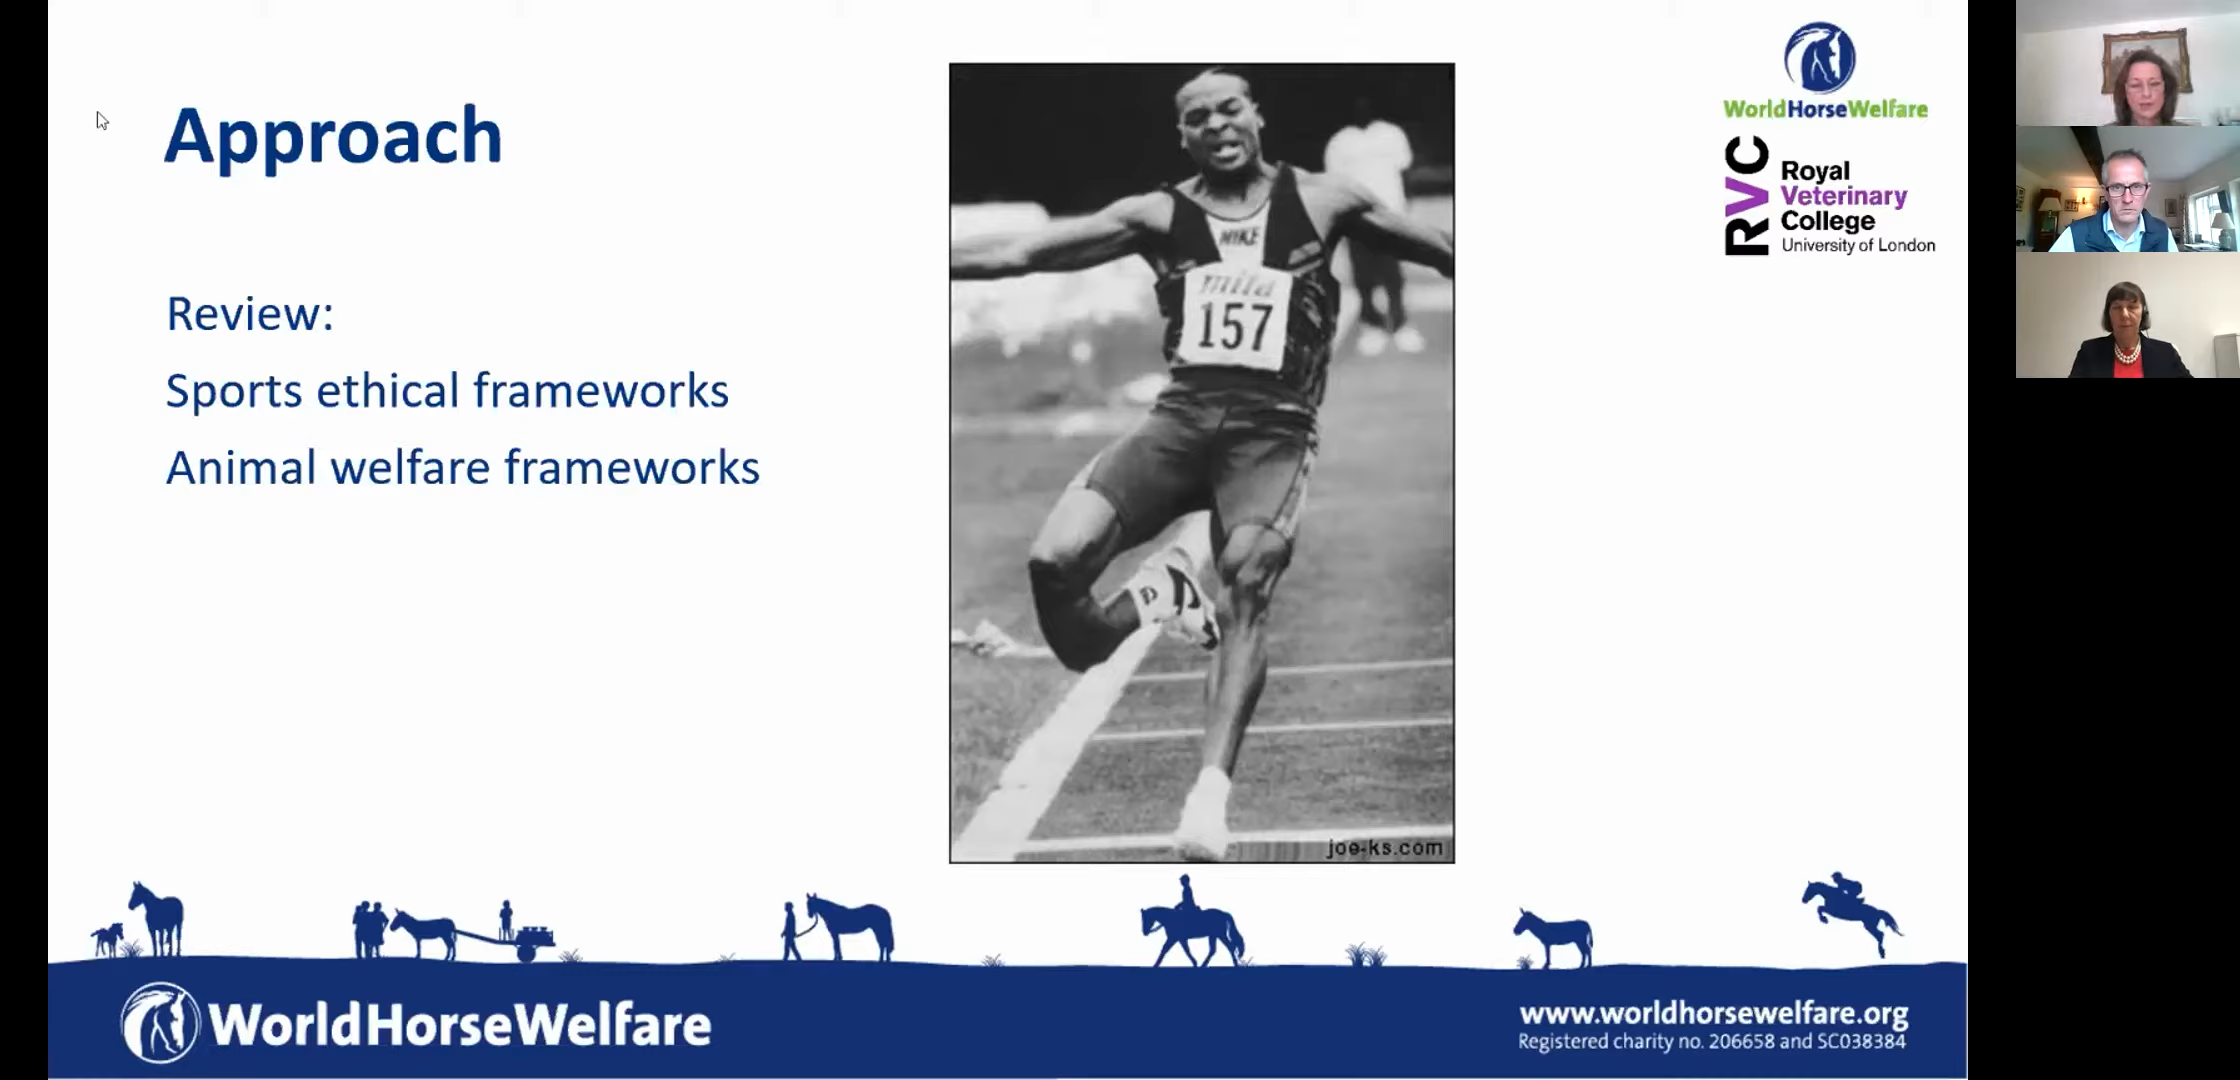 Approach
Review:
Sports ethical frameworks
Animal welfare frameworks
NIKE
mita
157
joe-ks.com
WorldHorseWelfare
RVC
Royal
Veterinary
College
University of London
WorldHorseWelfare
www.worldhorsewelfare.org
Registered charity no. 206658 and SC038384